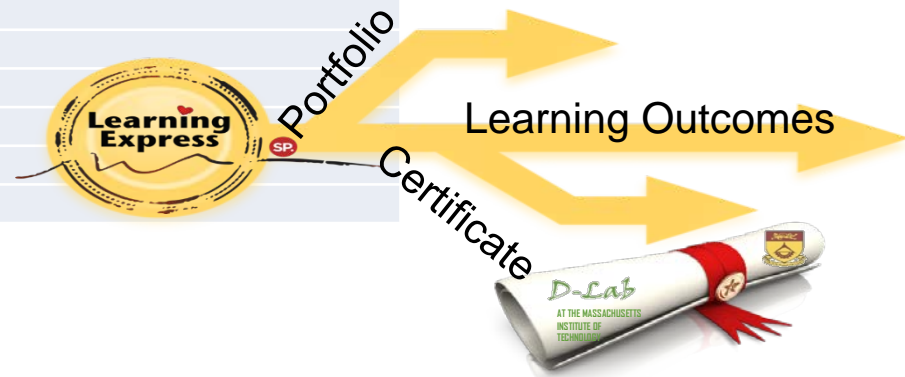 Portfolio
Learning
Express
SP.
Learning Outcomes
Certificate
D-Lab
AT THE MASSACHUSETTS
INSTITUTE OF
TECHNOLOGY